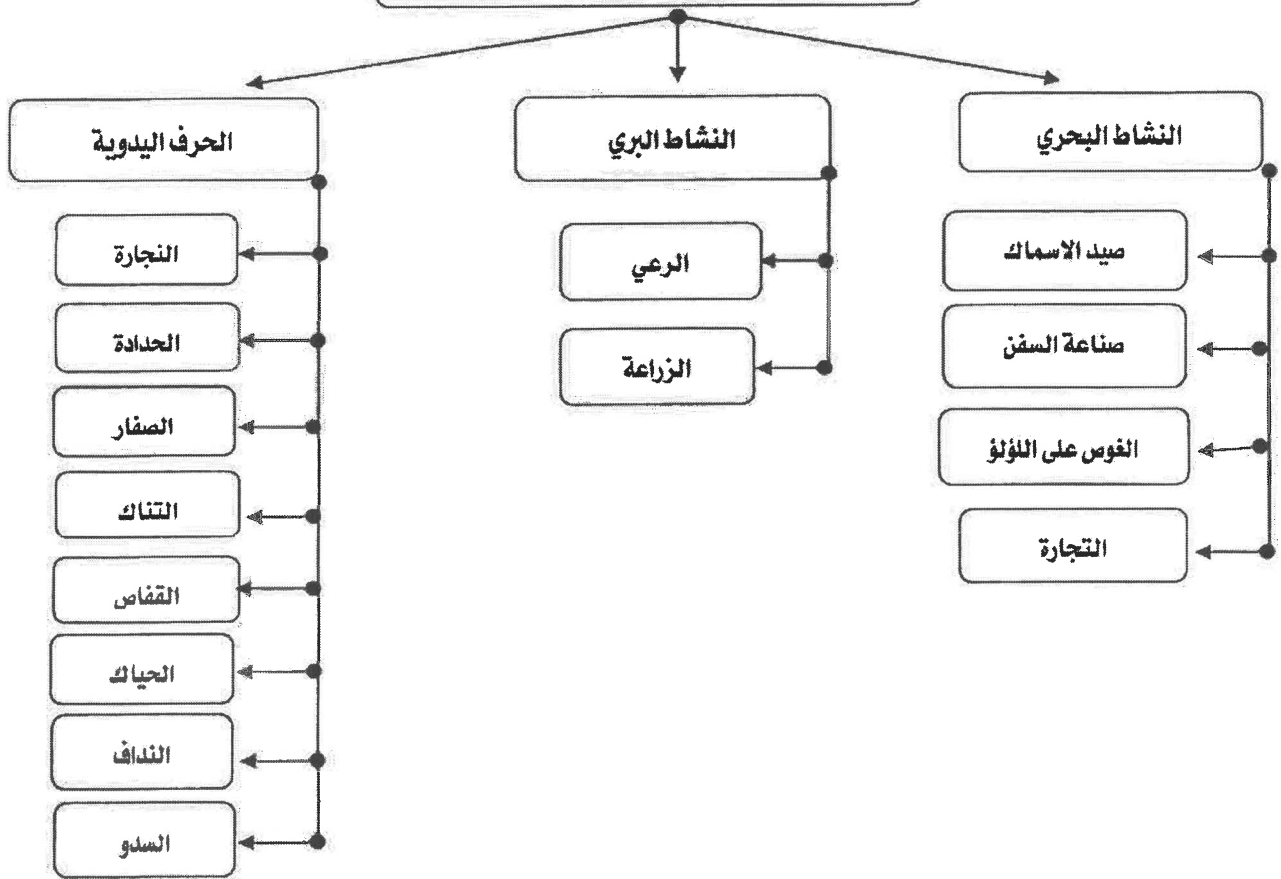 النشاط البحري
صيد الاسماك
صناعة السفن
الغوص على اللؤلؤ
التجارة
النشاط البري
الرعي
الزراعة
الحرف اليدوية
النجارة
الحدادة
الصفار
التناك
القفاص
الحياك
النداف
السدو